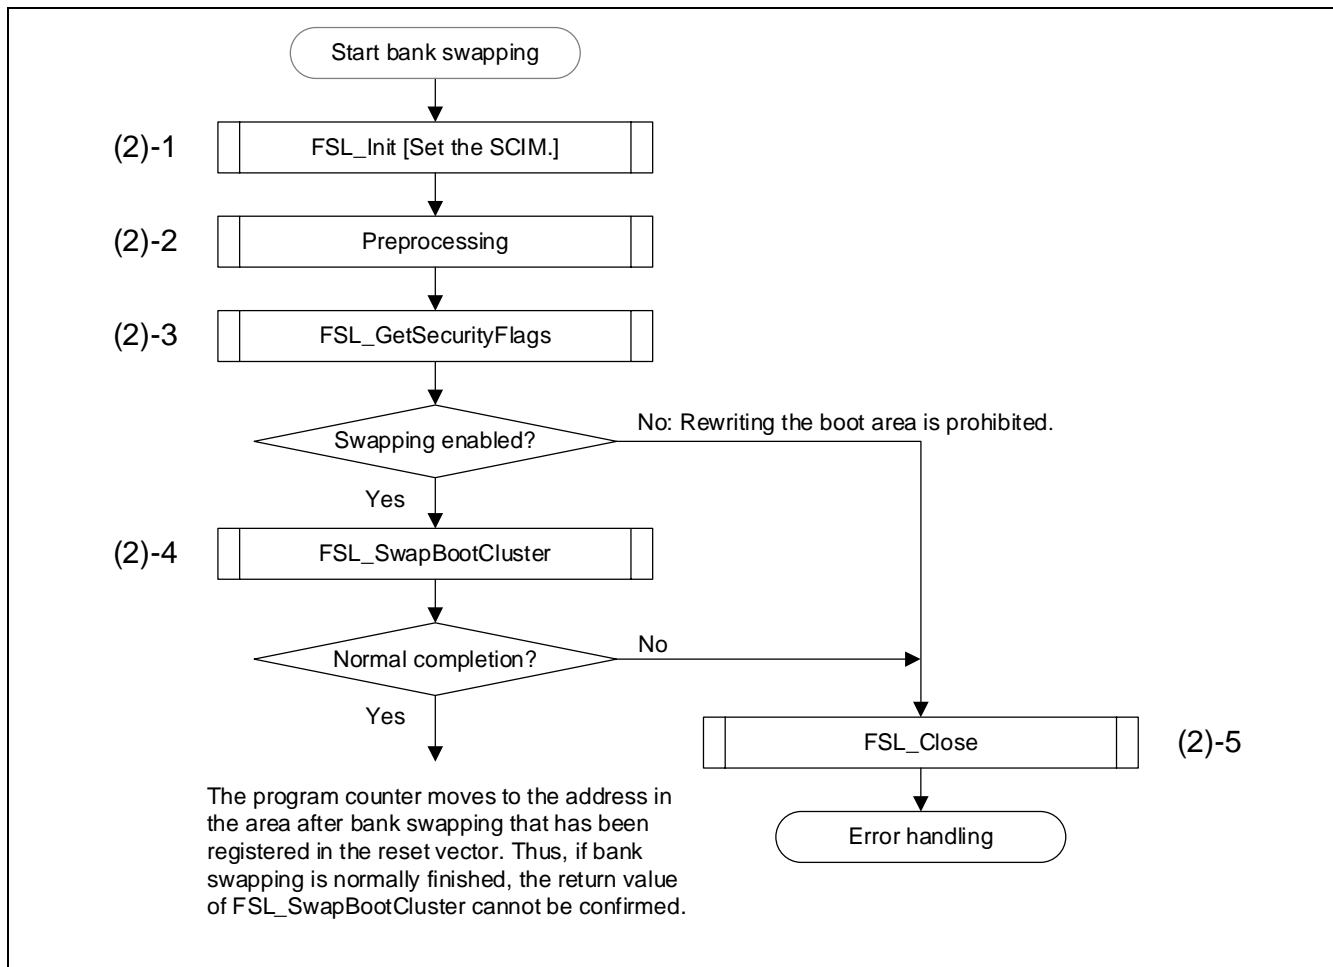 Start bank swapping
(2)-1
FSL_Init [Set the SCIM.]
(2)-2
Preprocessing
(2)-3
FSL_GetSecurityFlags
Swapping enabled?
No: Rewriting the boot area is prohibited.
Yes
(2)-4
FSL_SwapBootCluster
Normal completion?
No
Yes
FSL_Close
(2)-5
The program counter moves to the address in
the area after bank swapping that has been
registered in the reset vector. Thus, if bank
swapping is normally finished, the return value
of FSL_SwapBootCluster cannot be confirmed.
Error handling